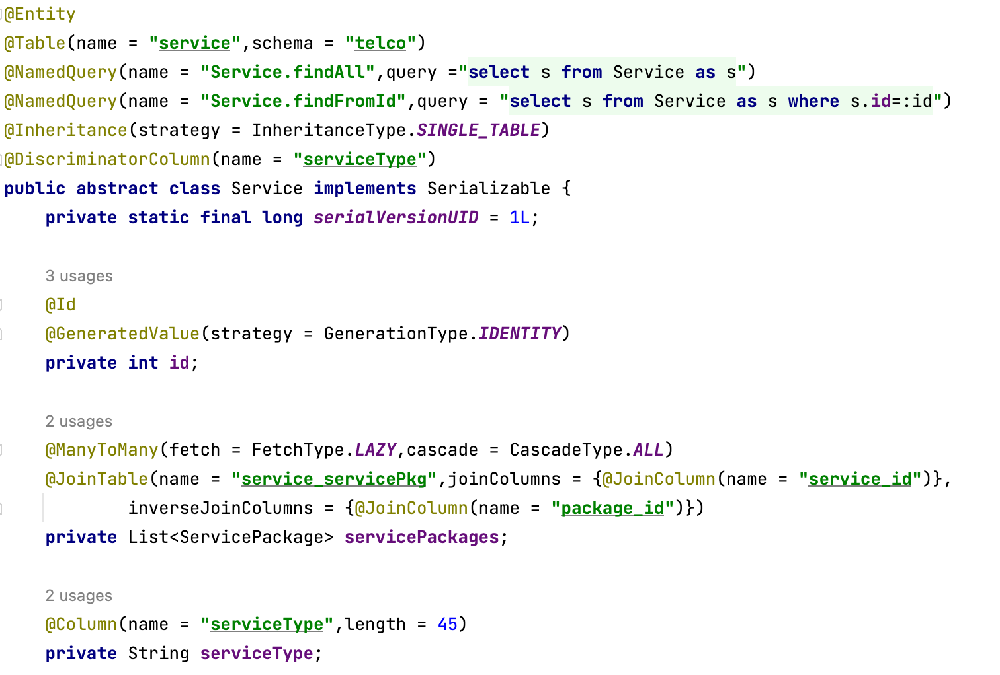 @Entity
@Table(name = "service",schema = "telco")
@NamedQuery(name = "Service.findAll",query ="select s from Service as s")
@NamedQuery(name = "Service.findFromId",query = "select s from Service as s where s.id=:id")
@Inheritance(strategy = InheritanceType.SINGLE_TABLE)
@DiscriminatorColumn(name = "serviceType")
public abstract class Service implements Serializable {
    private static final long serialVersionUID = 1L;
    3 usages
    @Id
    @GeneratedValue(strategy = GenerationType.IDENTITY)
    private int id;
    2 usages
    @ManyToMany(fetch = FetchType.LAZY,cascade = CascadeType.ALL)
    @JoinTable(name = "service_servicePkg",joinColumns = {@JoinColumn(name = "service_id")},
            inverseJoinColumns = {@JoinColumn(name = "package_id")})
    private List<ServicePackage> servicePackages;
    2 usages
    @Column(name = "serviceType",length = 45)
    private String serviceType;